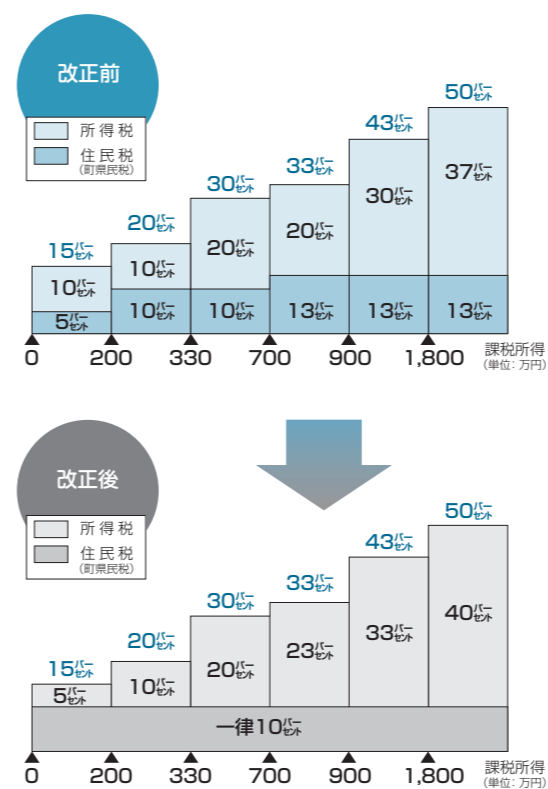 改正前
所得税
住民税
(町県民税)
15パーセント
20パーセント
30パーセント
33パーセント
43パーセント
50パーセント
10パーセント
10パーセント
20パーセント
20パーセント
30パーセント
37パーセント
5パーセント
10パーセント
10パーセント
13パーセント
13パーセント
13パーセント
0 200 330 700 900 1,800 課税所得
(単位:万円)
改正後
所得税
住民税
(町県民税)
15パーセント
20パーセント
30パーセント
33パーセント
43パーセント
50パーセント
5パーセント
10パーセント
20パーセント
23パーセント
33パーセント
40パーセント
一律10パーセント
0 200 330 700 900 1,800 課税所得
(単位:万円)